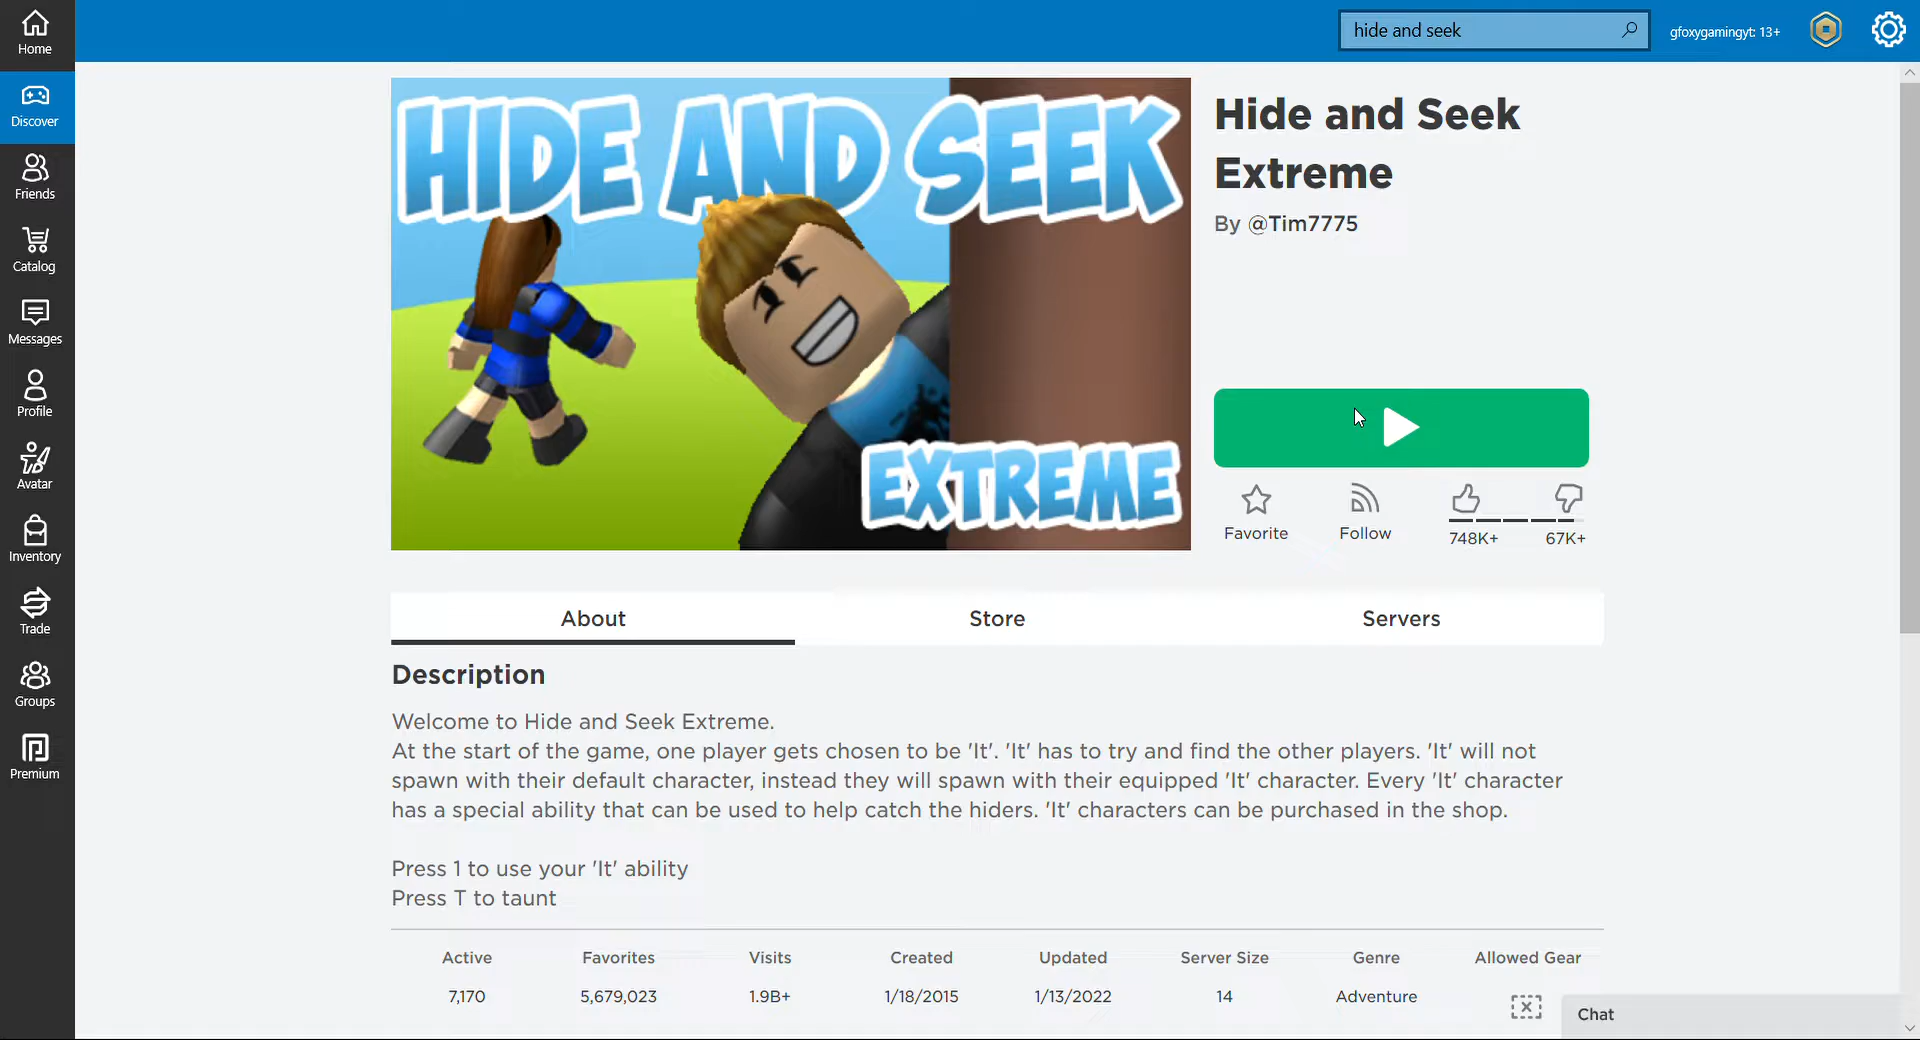 Home
hide and seek
gfoxygamingyt: 13+
Discover
Friends
Catalog
Messages
Profile
Avatar
Inventory
Trade
Groups
Premium
HIDE AND SEEK
EXTREME
Hide and Seek
Extreme
By @Tim7775
Favorite
Follow
748K+
67K+
About
Store
Servers
Description
Welcome to Hide and Seek Extreme.
At the start of the game, one player gets chosen to be 'It'. 'It' has to try and find the other players. 'It' will not
spawn with their default character, instead they will spawn with their equipped 'It' character. Every 'It' character
has a special ability that can be used to help catch the hiders. 'It' characters can be purchased in the shop.
Press 1 to use your 'It' ability
Press T to taunt
Active Favorites Visits Created Updated Server Size Genre Allowed Gear
7,170 5,679,023 1.9B+ 1/18/2015 1/13/2022 14 Adventure
Chat